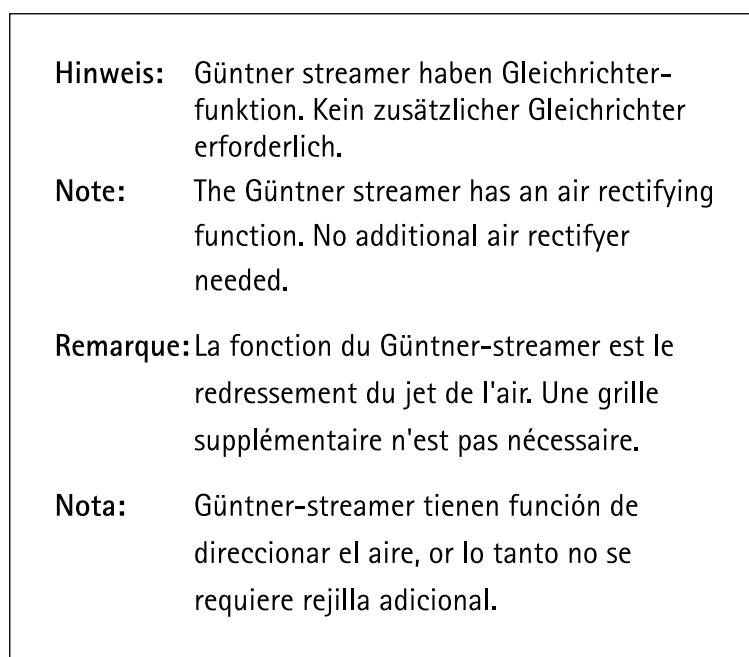 Hinweis: Güntner streamer haben Gleichrichter-
funktion. Kein zusätzlicher Gleichrichter
erforderlich.
Note: The Güntner streamer has an air rectifying
function. No additional air rectifyer
needed.
Remarque: La fonction du Güntner-streamer est le
redressement du jet de l'air. Une grille
supplémentaire n'est pas nécessaire.
Nota: Güntner-streamer tienen función de
direccionar el aire, or lo tanto no se
requiere rejilla adicional.